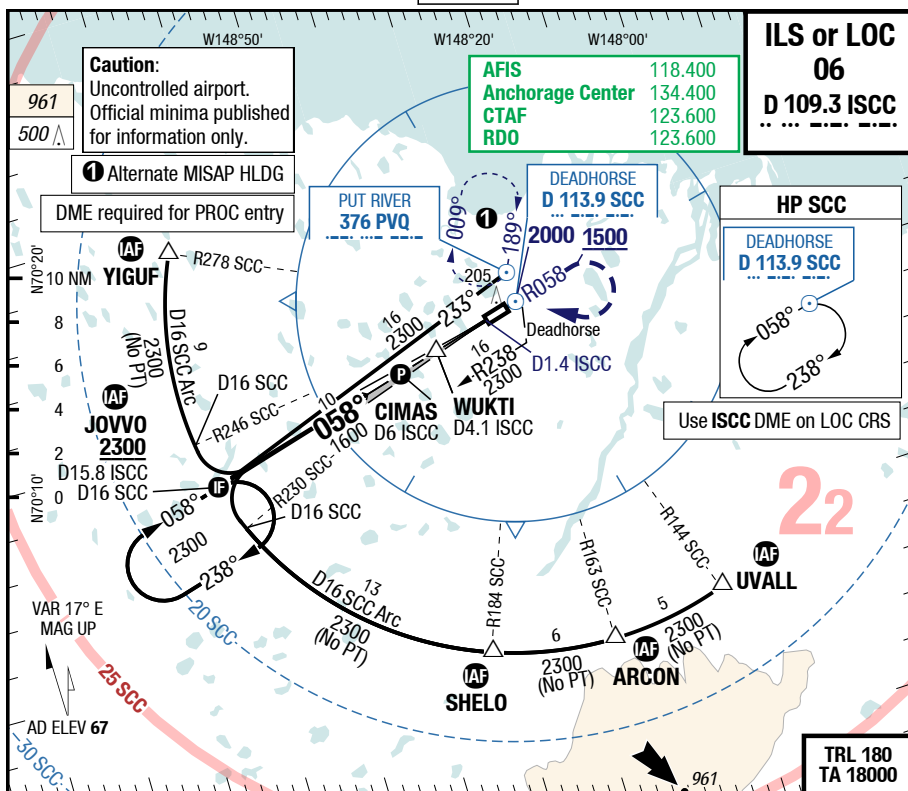 W148°50'
W148°20'
W148°00'
ILS or LOC
06
D 109.3 ISCC
Caution:
Uncontrolled airport.
Official minima published
for information only.
AFIS 118.400
Anchorage Center 134.400
CTAF 123.600
RDO 123.600
961
500
1 Alternate MISAP HLDG
DME required for PROC entry
PUT RIVER
376 PVQ
DEADHORSE
D 113.9 SCC
HP SCC
DEADHORSE
D 113.9 SCC
058°
238°
Use ISCC DME on LOC CRS
009°
1
189°
2000 1500
R058
205
Deadhorse
D1.4 ISCC
N70°20'
10 NM
8
6
4
2
0
N70°10'
IAF
YIGUF
R278 SCC
9
D16 SCC Arc
2300
(No PT)
16
2300
233°
16
R238
2300
D16 SCC
R246 SCC
10
058°
P
CIMAS
D6 ISCC
WUKTI
D4.1 ISCC
IAF
JOVVO
2300
D15.8 ISCC
D16 SCC
IF
R230 SCC
1600
D16 SCC
058°
2300
238°
13
D16 SCC Arc
2300
(No PT)
R184 SCC
R163 SCC
R144 SCC
22
IAF
UVALL
5
2300
(No PT)
IAF
ARCON
6
2300
(No PT)
IAF
SHELO
VAR 17° E
MAG UP
AD ELEV 67
20 SCC
25 SCC
30 SCC
961
TRL 180
TA 18000